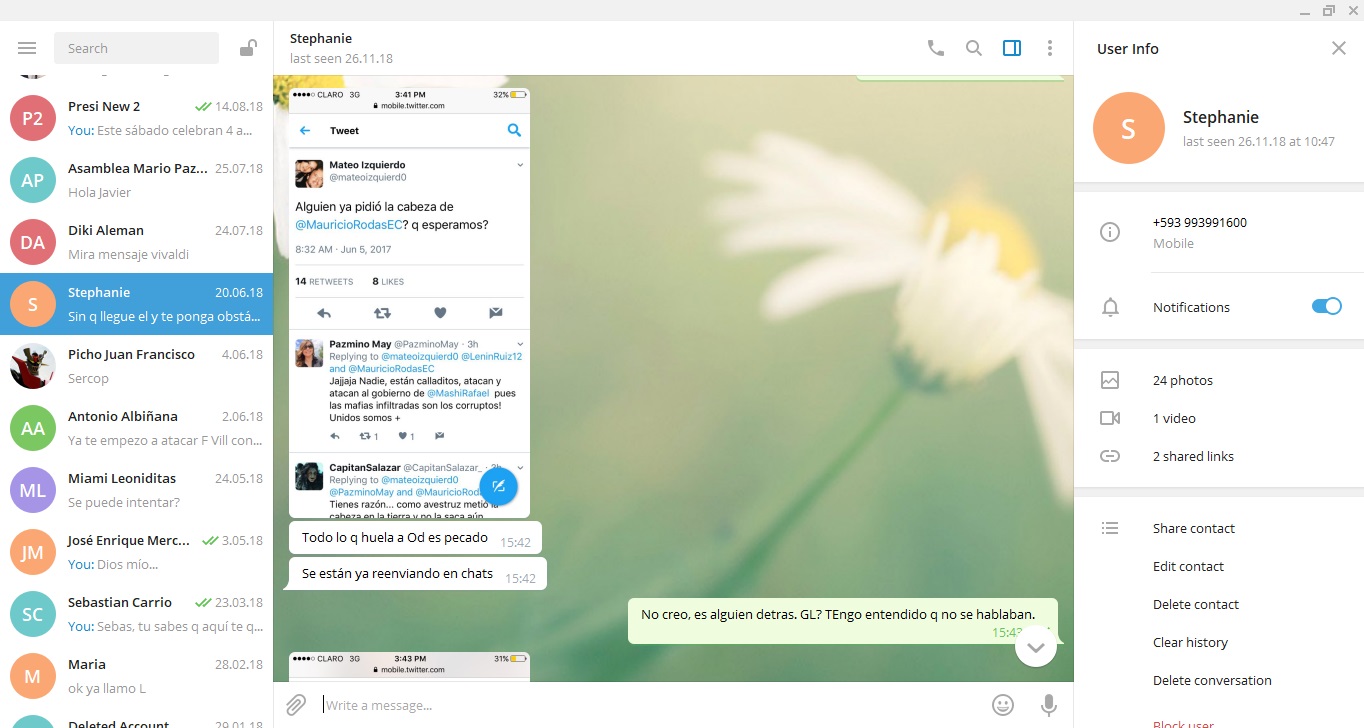 Search
Presi New 2
14.08.18
You: Este sábado celebran 4 a...
AP
Asamblea Mario Paz...
25.07.18
Hola Javier
P2
DA
Diki Aleman
24.07.18
Mira mensaje vivaldi
S
Stephanie
20.06.18
Sin q llegue el y te ponga obstá...
Picho Juan Francisco
4.06.18
Sercop
AA
Antonio Albiñana
2.06.18
Ya te empezo a atacar F Vill con...
ML
Miami Leoniditas
24.05.18
Se puede intentar?
JM
José Enrique Merc...
3.05.18
You: Dios mío...
SC
Sebastian Carrio
23.03.18
You: Sebas, tu sabes q aquí te q...
M
Maria
28.02.18
ok ya llamo L
Deleted Account
29.01.18
Stephanie
last seen 26.11.18
CLARO 3G
3:41 PM
32%
mobile.twitter.com
Tweet
Mateo Izquierdo
@mateoizquierd0
Alguien ya pidió la cabeza de
@MauricioRodasEC? q esperamos?
8:32 AM · Jun 5, 2017
14 RETWEETS 8 LIKES
Pazmino May @PazminoMay · 3h
Replying to @mateoizquierd0 @LeninRuiz12
and @MauricioRodasEC
Jajjaja Nadie, están calladitos, atacan y
atacan al gobierno de @MashiRafael pues
las mafias infiltradas son los corruptos!
Unidos somos +
1
1
CapitanSalazar @CapitanSalazar_ · 3h
Replying to @mateoizquierd0
@PazminoMay and @MauricioRoda
Tienes razón... como avestruz metió
cabeza en la tierra y no la saca aún
Todo lo q huela a Od es pecado
15:42
Se están ya reenviando en chats
15:42
No creo, es alguien detras. GL? TEngo entendido q no se hablaban.
15:43
CLARO 3G
3:43 PM
31%
mobile.twitter.com
Write a message...
User Info
S
Stephanie
last seen 26.11.18 at 10:47
+593 993991600
Mobile
Notifications
24 photos
1 video
2 shared links
Share contact
Edit contact
Delete contact
Clear history
Delete conversation
Block user